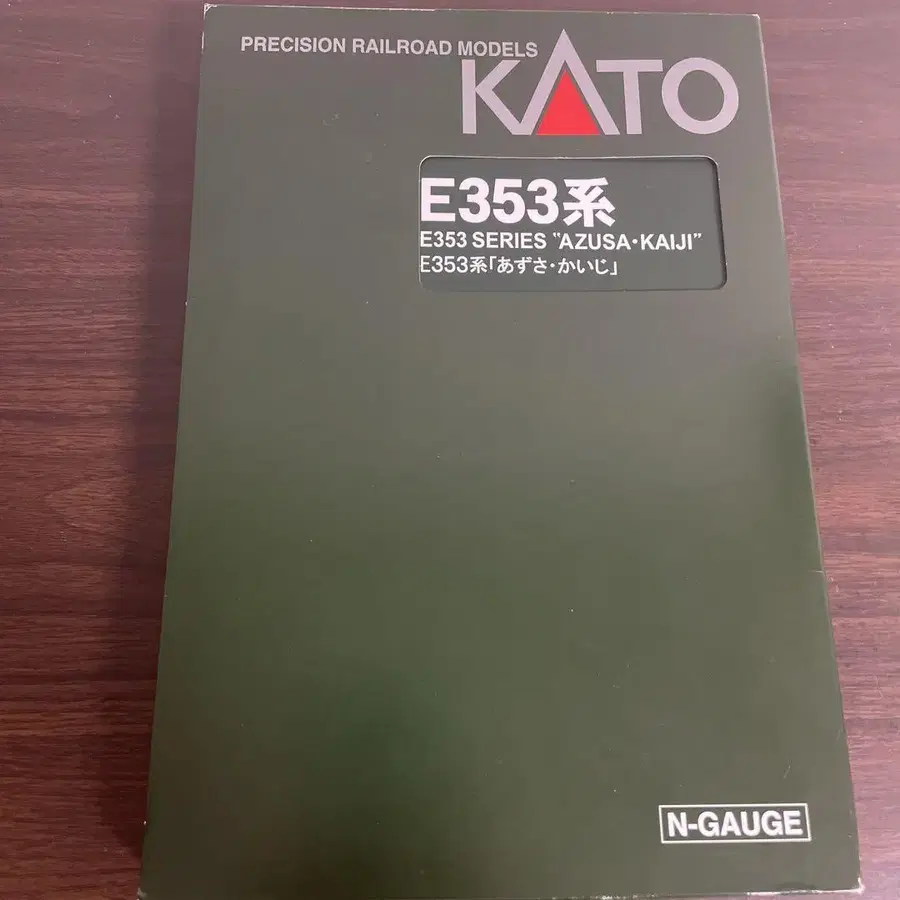 PRECISION RAILROAD MODELS
KATO
E353系
E353 SERIES "AZUSA・KAIJI"
E353系「あずさ・かいじ」
N-GAUGE